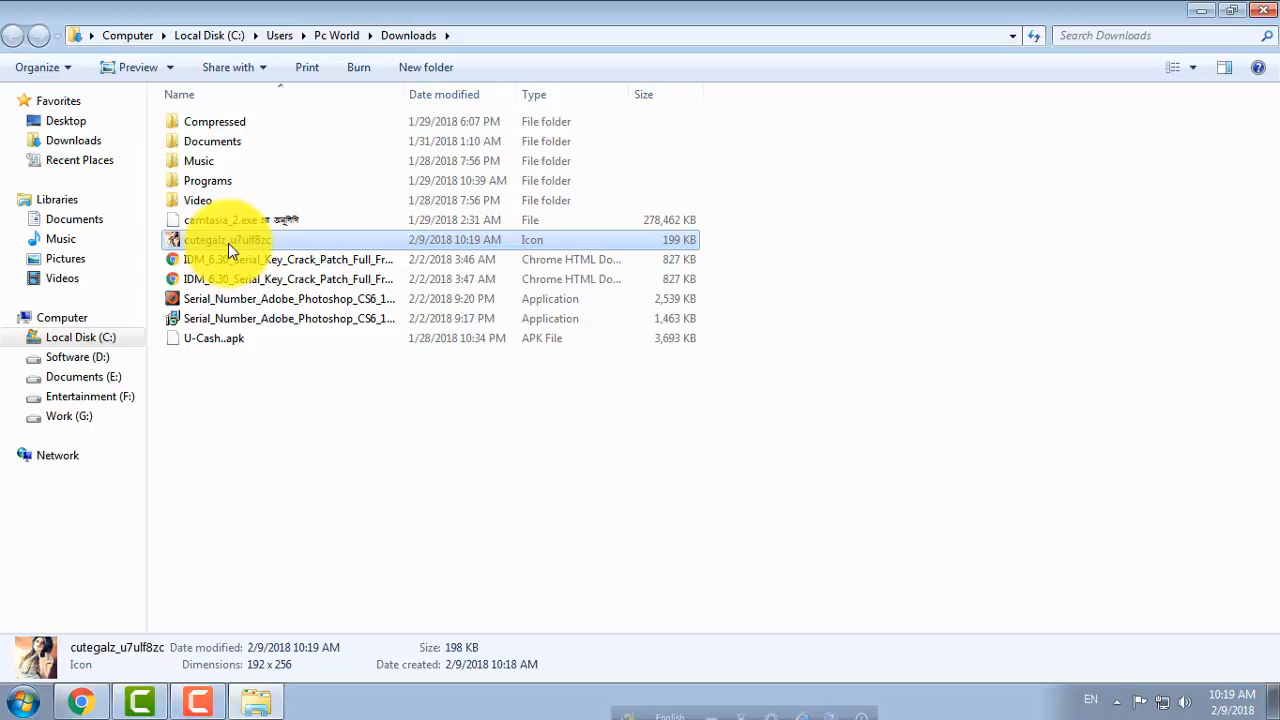 Computer Local Disk (C:) Users Pc World Downloads Search Downloads
Organize Preview Share with Print Burn New folder
Name Date modified Type Size
Favorites
Desktop
Downloads
Recent Places
Libraries
Documents
Music
Pictures
Videos
Computer
Local Disk (C:)
Software (D:)
Documents (E:)
Entertainment (F:)
Work (G:)
Network
Compressed 1/29/2018 6:07 PM File folder
Documents 1/31/2018 1:10 AM File folder
Music 1/28/2018 7:56 PM File folder
Programs 1/29/2018 10:39 AM File folder
Video 1/28/2018 7:56 PM File folder
camtasia_2.exe এর অনুলিপি 1/29/2018 2:31 AM File 278,462 KB
cutegalz_u7ulf8zc 2/9/2018 10:19 AM Icon 199 KB
IDM_6.30_Serial_Key_Crack_Patch_Full_Fr... 2/2/2018 3:46 AM Chrome HTML Do... 827 KB
IDM_6.30_Serial_Key_Crack_Patch_Full_Fr... 2/2/2018 3:47 AM Chrome HTML Do... 827 KB
Serial_Number_Adobe_Photoshop_CS6_1... 2/2/2018 9:20 PM Application 2,539 KB
Serial_Number_Adobe_Photoshop_CS6_1... 2/2/2018 9:17 PM Application 1,463 KB
U-Cash..apk 1/28/2018 10:34 PM APK File 3,693 KB
cutegalz_u7ulf8zc Date modified: 2/9/2018 10:19 AM Size: 198 KB
Icon Dimensions: 192 x 256 Date created: 2/9/2018 10:18 AM
EN 10:19 AM
2/9/2018
English